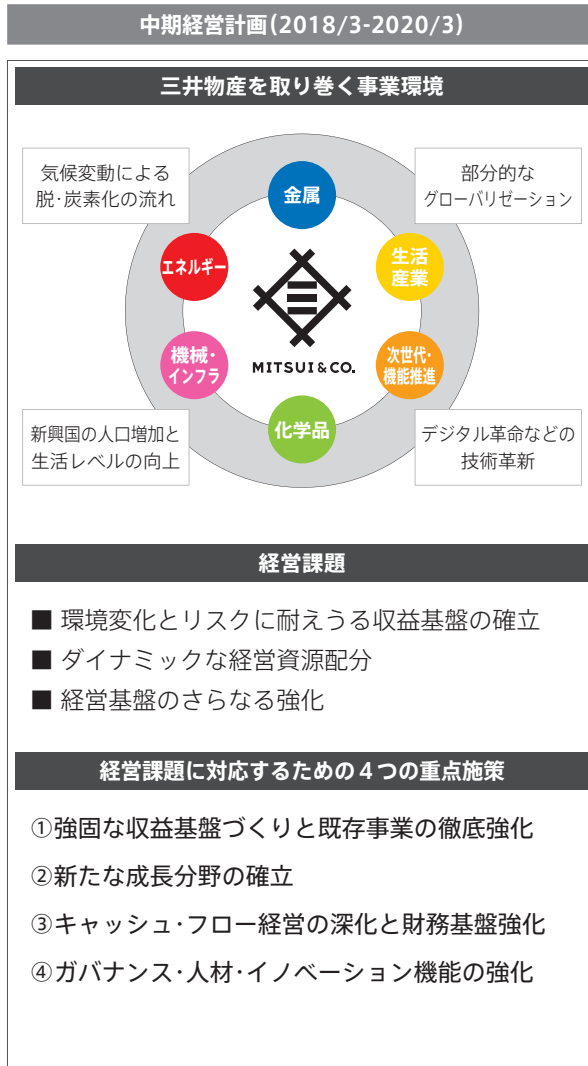 中期経営計画(2018/3-2020/3)
三井物産を取り巻く事業環境
気候変動による
脱･炭素化の流れ
金属
部分的な
グローバリゼーション
エネルギー
生活
産業
MITSUI&CO.
機械・
インフラ
次世代・
機能推進
新興国の人口増加と
生活レベルの向上
化学品
デジタル革命などの
技術革新
経営課題
■ 環境変化とリスクに耐えうる収益基盤の確立
■ ダイナミックな経営資源配分
■ 経営基盤のさらなる強化
経営課題に対応するための４つの重点施策
①強固な収益基盤づくりと既存事業の徹底強化
②新たな成長分野の確立
③キャッシュ･フロー経営の深化と財務基盤強化
④ガバナンス･人材･イノベーション機能の強化